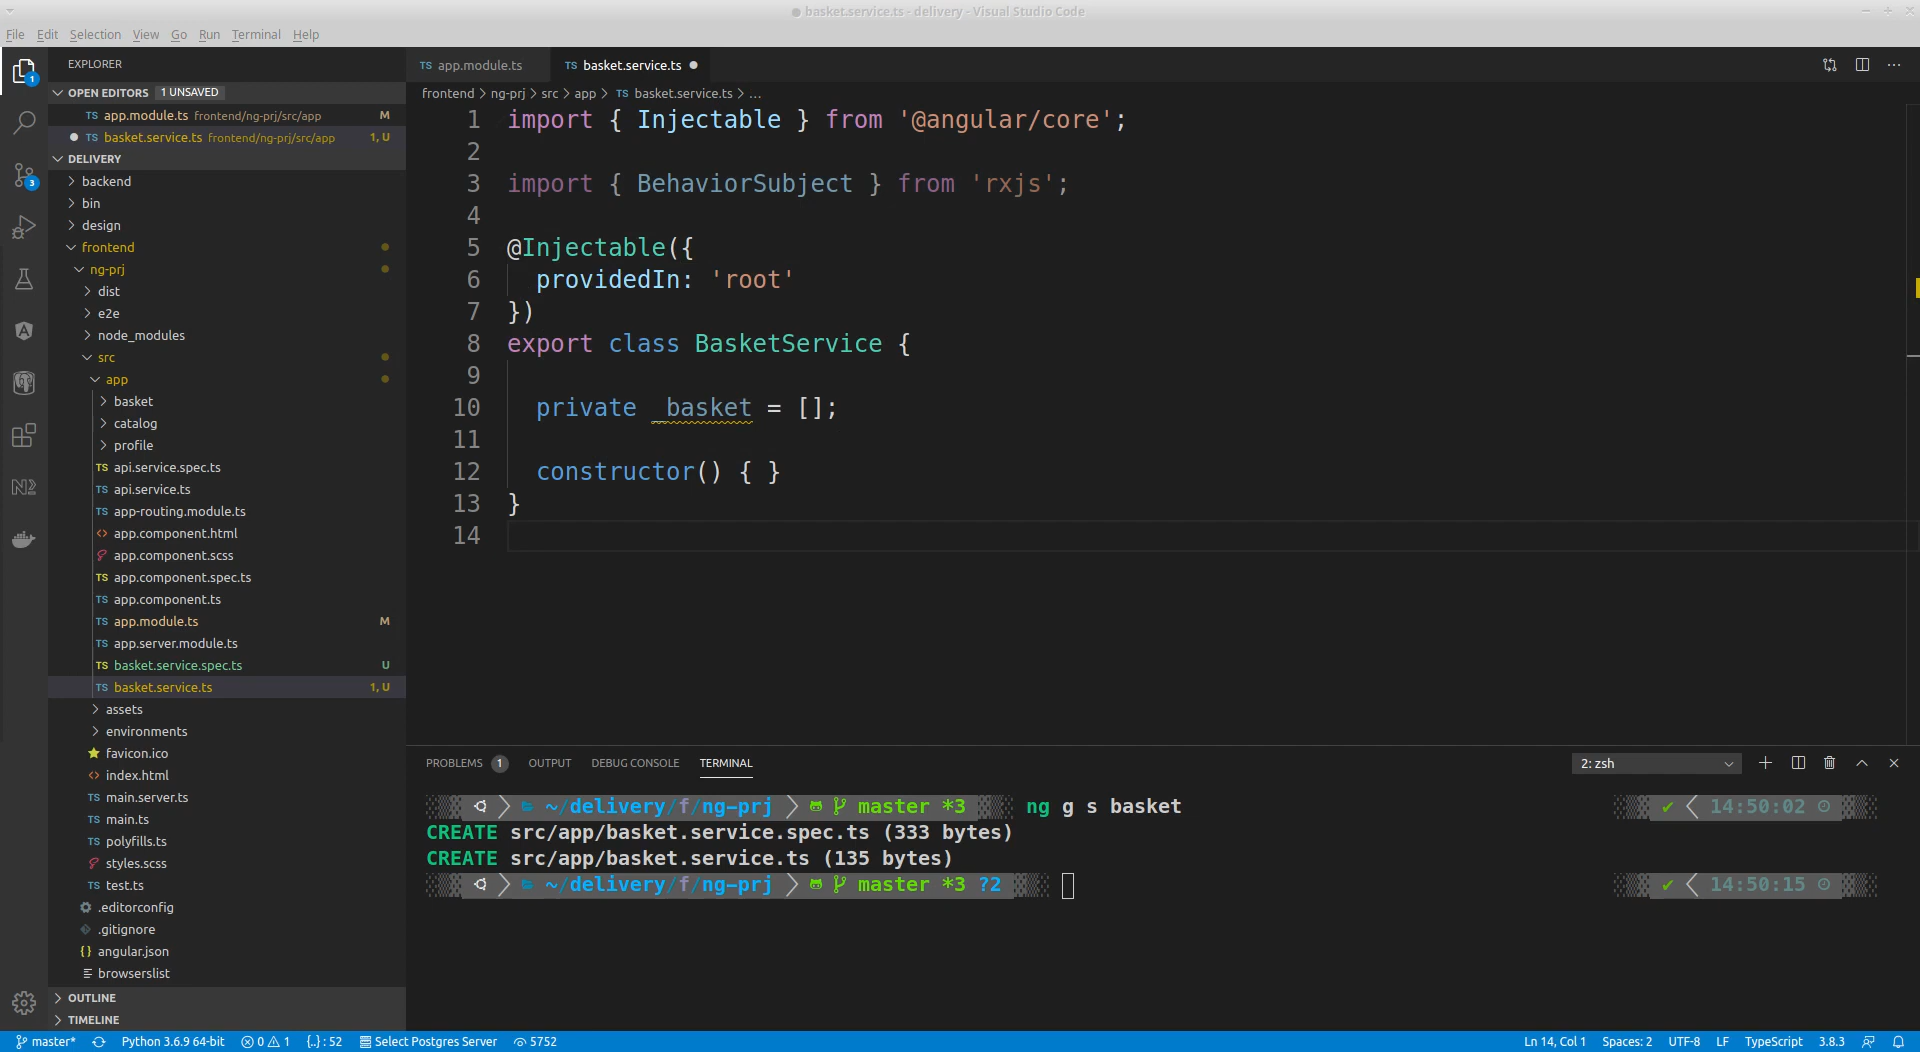 basket.service.ts - delivery - Visual Studio Code
File Edit Selection View Go Run Terminal Help
EXPLORER
OPEN EDITORS 1 UNSAVED
TS app.module.ts frontend/ng-prj/src/app M
TS basket.service.ts frontend/ng-prj/src/app 1, U
DELIVERY
backend
bin
design
frontend
ng-prj
dist
e2e
node_modules
src
app
basket
catalog
profile
TS api.service.spec.ts
TS api.service.ts
TS app-routing.module.ts
<> app.component.html
app.component.scss
TS app.component.spec.ts
TS app.component.ts
TS app.module.ts M
TS app.server.module.ts
TS basket.service.spec.ts U
TS basket.service.ts 1, U
assets
environments
favicon.ico
<> index.html
TS main.server.ts
TS main.ts
TS polyfills.ts
styles.scss
TS test.ts
.editorconfig
.gitignore
{} angular.json
browserslist
OUTLINE
TIMELINE
1
3
TS app.module.ts
TS basket.service.ts
frontend > ng-prj > src > app > TS basket.service.ts > ...
1 import { Injectable } from '@angular/core';
2
3 import { BehaviorSubject } from 'rxjs';
4
5 @Injectable({
6 providedIn: 'root'
7 })
8 export class BasketService {
9
10 private _basket = [];
11
12 constructor() { }
13 }
14
PROBLEMS 1 OUTPUT DEBUG CONSOLE TERMINAL 2: zsh
~/delivery/f/ng-prj master *3 ng g s basket ✔ 14:50:02
CREATE src/app/basket.service.spec.ts (333 bytes)
CREATE src/app/basket.service.ts (135 bytes)
~/delivery/f/ng-prj master *3 ?2 ✔ 14:50:15
master* Python 3.6.9 64-bit 0 1 {..} : 52 Select Postgres Server 5752 Ln 14, Col 1 Spaces: 2 UTF-8 LF TypeScript 3.8.3